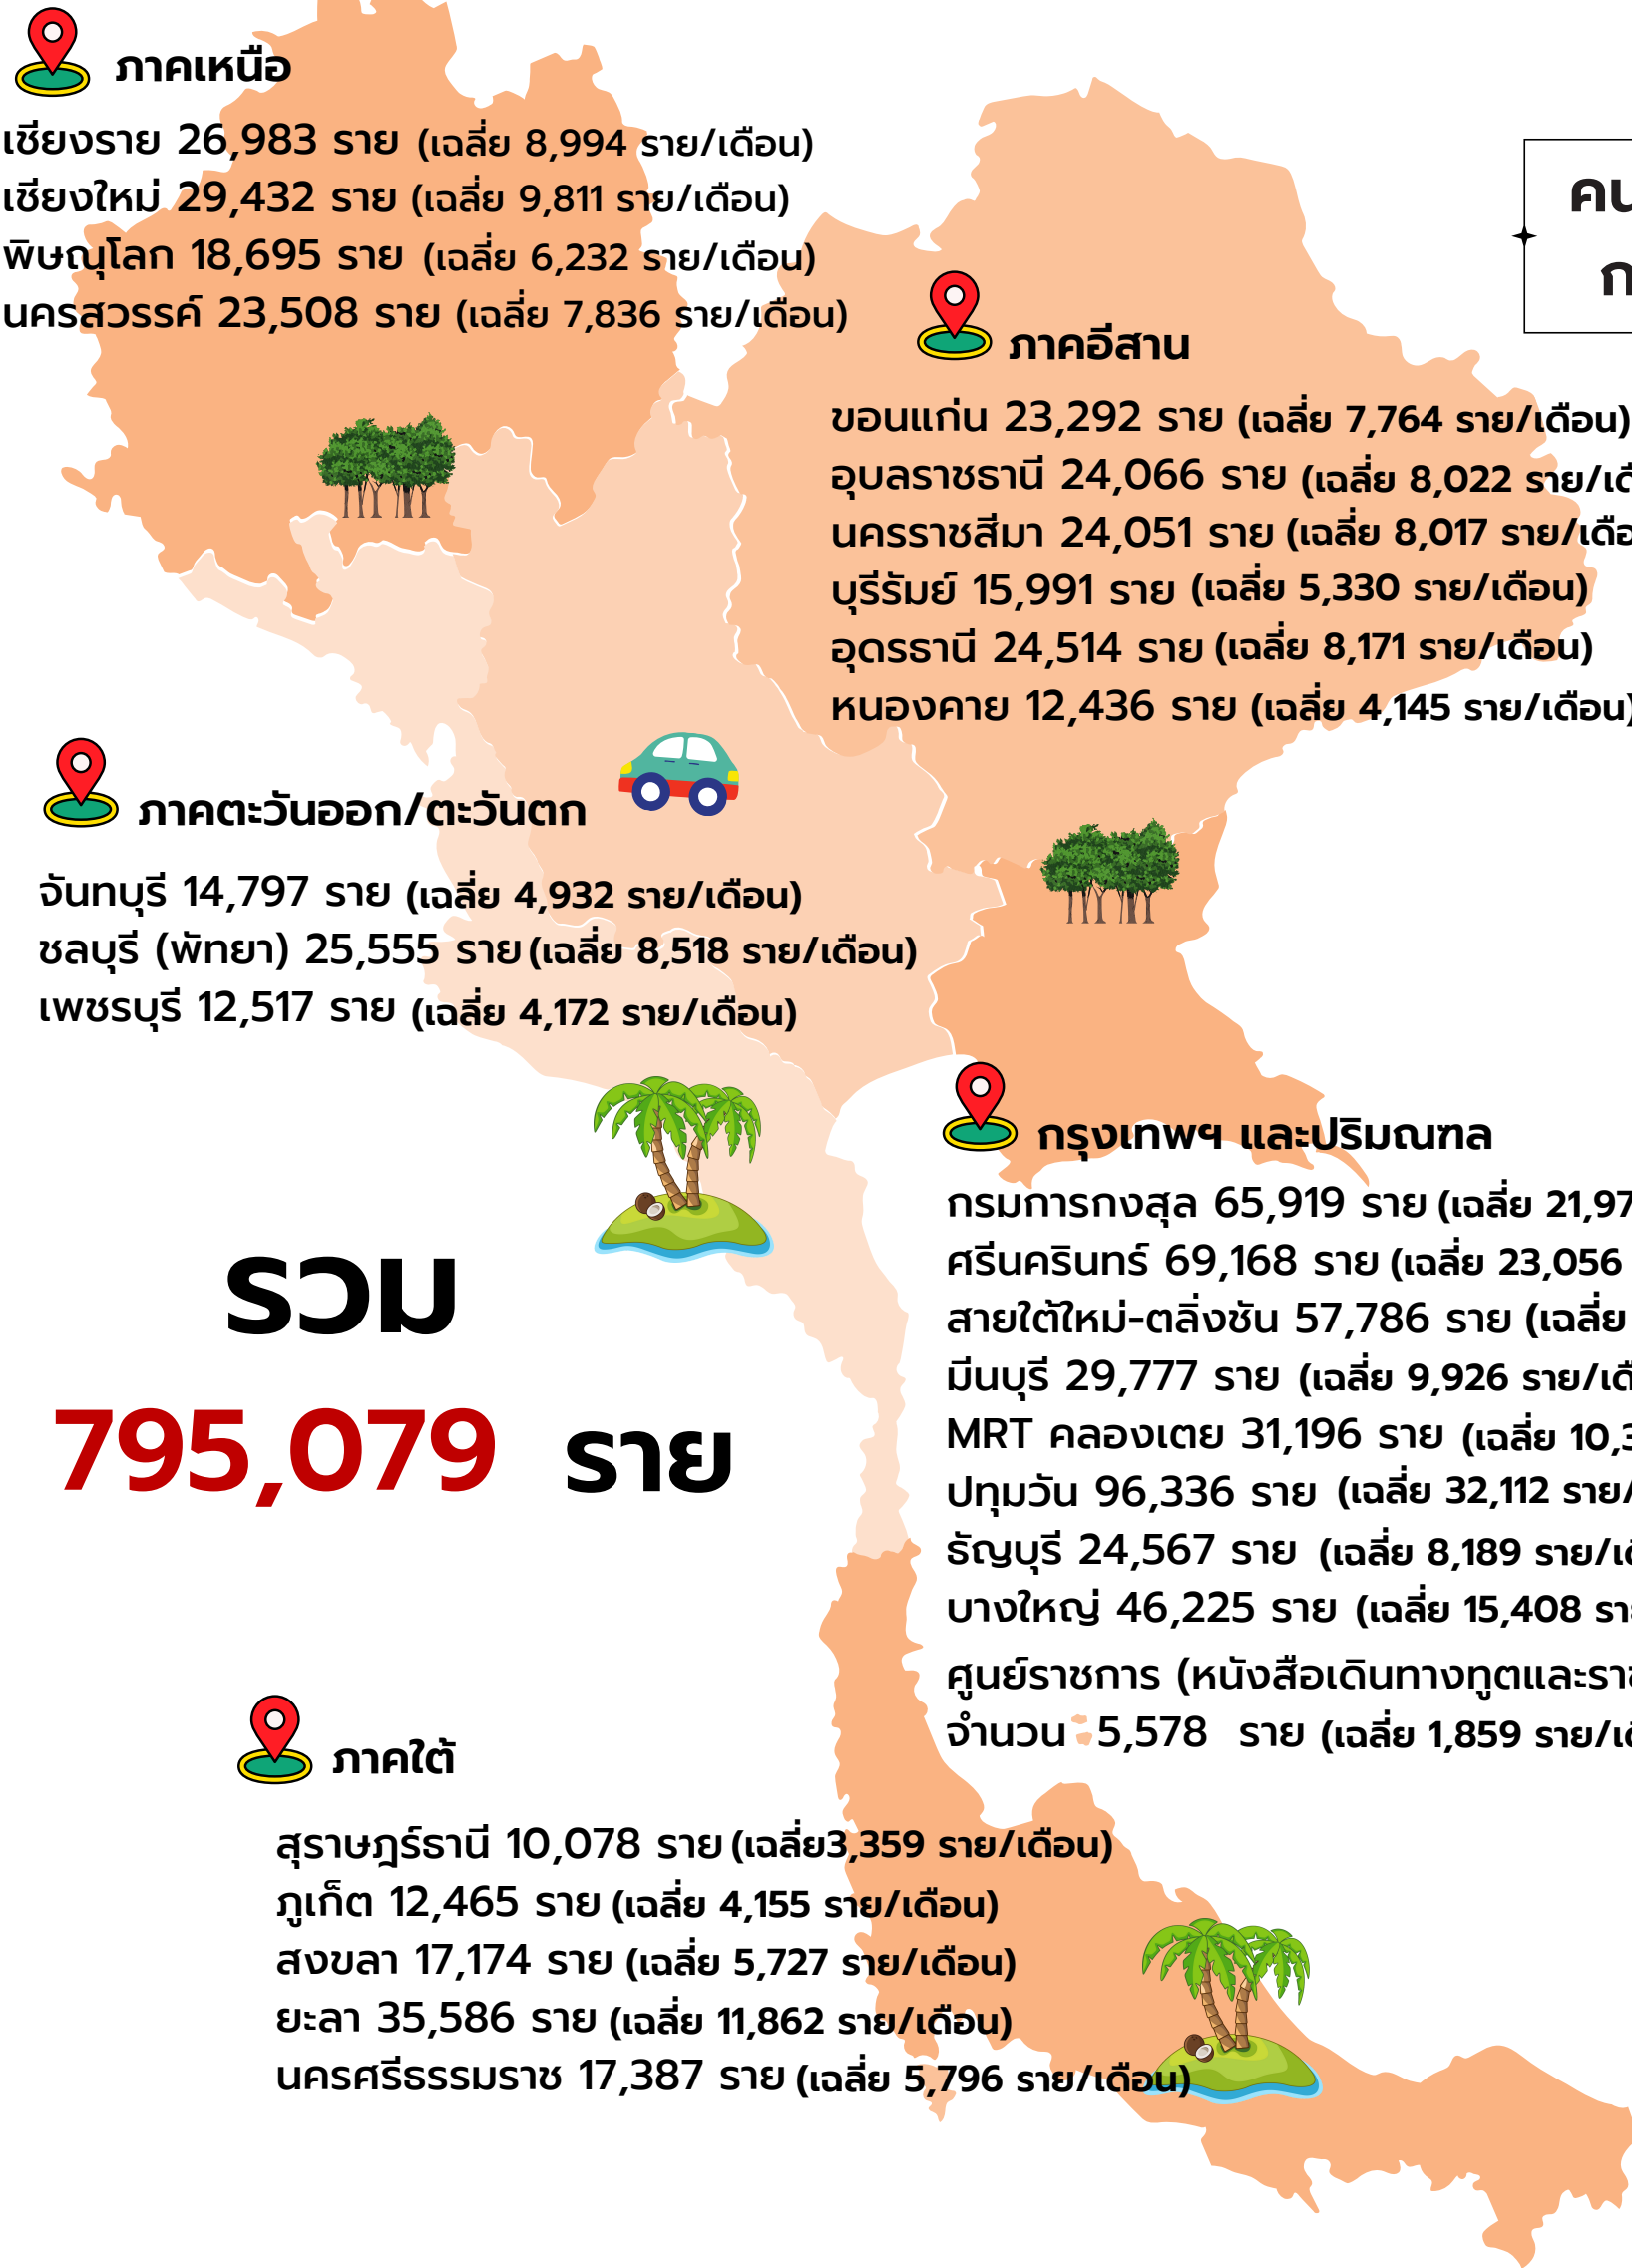 ภาคเหนือ
เชียงราย 26,983 ราย (เฉลี่ย 8,994 ราย/เดือน)
เชียงใหม่ 29,432 ราย (เฉลี่ย 9,811 ราย/เดือน)
พิษณุโลก 18,695 ราย (เฉลี่ย 6,232 ราย/เดือน)
นครสวรรค์ 23,508 ราย (เฉลี่ย 7,836 ราย/เดือน)
ภาคอีสาน
ขอนแก่น 23,292 ราย (เฉลี่ย 7,764 ราย/เดือน)
อุบลราชธานี 24,066 ราย (เฉลี่ย 8,022 ราย/
นครราชสีมา 24,051 ราย (เฉลี่ย 8,017 ราย/
บุรีรัมย์ 15,991 ราย (เฉลี่ย 5,330 ราย/เดือน)
อุดรธานี 24,514 ราย (เฉลี่ย 8,171 ราย/เดือน)
หนองคาย 12,436 ราย (เฉลี่ย 4,145 ราย/เดือน)
ภาคตะวันออก/ตะวันตก
จันทบุรี 14,797 ราย (เฉลี่ย 4,932 ราย/เดือน)
ชลบุรี (พัทยา) 25,555 ราย (เฉลี่ย 8,518 ราย/เดือน)
เพชรบุรี 12,517 ราย (เฉลี่ย 4,172 ราย/เดือน)
กรุงเทพฯ และปริมณฑล
กรมการกงสุล 65,919 ราย (เฉลี่ย 21,97
ศรีนครินทร์ 69,168 ราย (เฉลี่ย 23,056
สายใต้ใหม่-ตลิ่งชัน 57,786 ราย (เฉลี่ย
มีนบุรี 29,777 ราย (เฉลี่ย 9,926 ราย/
MRT คลองเตย 31,196 ราย (เฉลี่ย 10,3
ปทุมวัน 96,336 ราย (เฉลี่ย 32,112 ราย/
ธัญบุรี 24,567 ราย (เฉลี่ย 8,189 ราย/
บางใหญ่ 46,225 ราย (เฉลี่ย 15,408
ศูนย์ราชการ (หนังสือเดินทางทูตและ
จำนวน 5,578 ราย (เฉลี่ย 1,859 ราย/
รวม
795,079 ราย
ภาคใต้
สุราษฎร์ธานี 10,078 ราย (เฉลี่ย3,359 ราย/เดือน)
ภูเก็ต 12,465 ราย (เฉลี่ย 4,155 ราย/เดือน)
สงขลา 17,174 ราย (เฉลี่ย 5,727 ราย/เดือน)
ยะลา 35,586 ราย (เฉลี่ย 11,862 ราย/เดือน)
นครศรีธรรมราช 17,387 ราย (เฉลี่ย 5,796 ราย/เดือน)